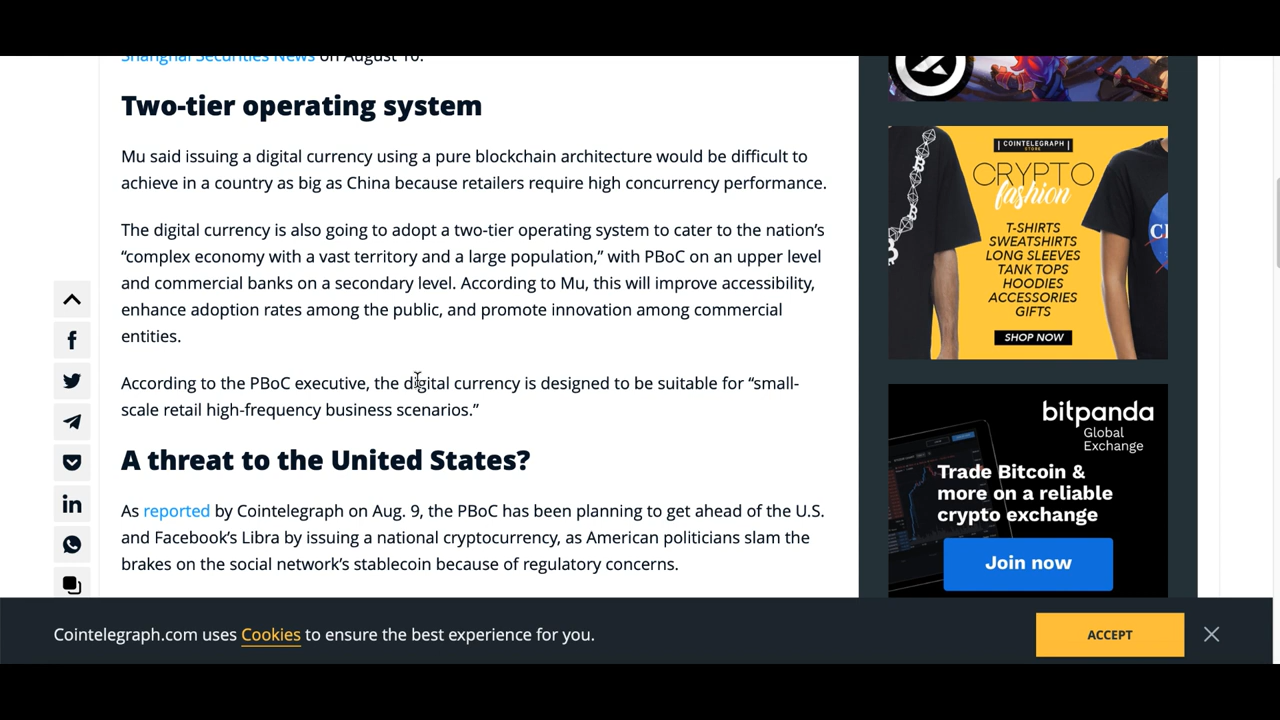 Shanghai Securities News on August 10.
Two-tier operating system
Mu said issuing a digital currency using a pure blockchain architecture would be difficult to
achieve in a country as big as China because retailers require high concurrency performance.
The digital currency is also going to adopt a two-tier operating system to cater to the nation’s
“complex economy with a vast territory and a large population,” with PBoC on an upper level
and commercial banks on a secondary level. According to Mu, this will improve accessibility,
enhance adoption rates among the public, and promote innovation among commercial
entities.
According to the PBoC executive, the digital currency is designed to be suitable for “small-
scale retail high-frequency business scenarios.”
A threat to the United States?
As reported by Cointelegraph on Aug. 9, the PBoC has been planning to get ahead of the U.S.
and Facebook’s Libra by issuing a national cryptocurrency, as American politicians slam the
brakes on the social network’s stablecoin because of regulatory concerns.
COINTELEGRAPH
STORE
CRYPTO
fashion
T-SHIRTS
SWEATSHIRTS
LONG SLEEVES
TANK TOPS
HOODIES
ACCESSORIES
GIFTS
SHOP NOW
bitpanda
Global
Exchange
Trade Bitcoin &
more on a reliable
crypto exchange
Join now
Cointelegraph.com uses Cookies to ensure the best experience for you.
ACCEPT